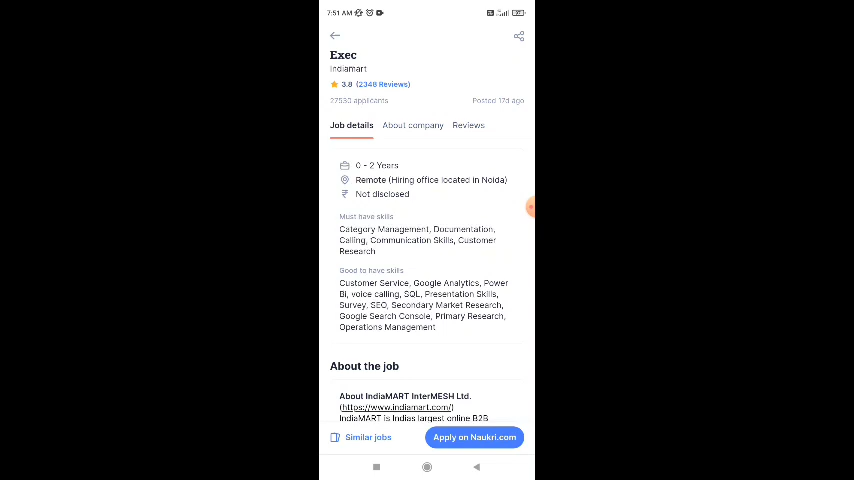 7:51 AM
Exec
Indiamart
3.8 (2348 Reviews)
27530 applicants
Posted 17d ago
Job details
About company
Reviews
0 - 2 Years
Remote (Hiring office located in Noida)
₹ Not disclosed
Must have skills
Category Management, Documentation,
Calling, Communication Skills, Customer
Research
Good to have skills
Customer Service, Google Analytics, Power
Bi, voice calling, SQL, Presentation Skills,
Survey, SEO, Secondary Market Research,
Google Search Console, Primary Research,
Operations Management
About the job
About IndiaMART InterMESH Ltd.
(https://www.indiamart.com/)
IndiaMART is Indias largest online B2B
Similar jobs
Apply on Naukri.com